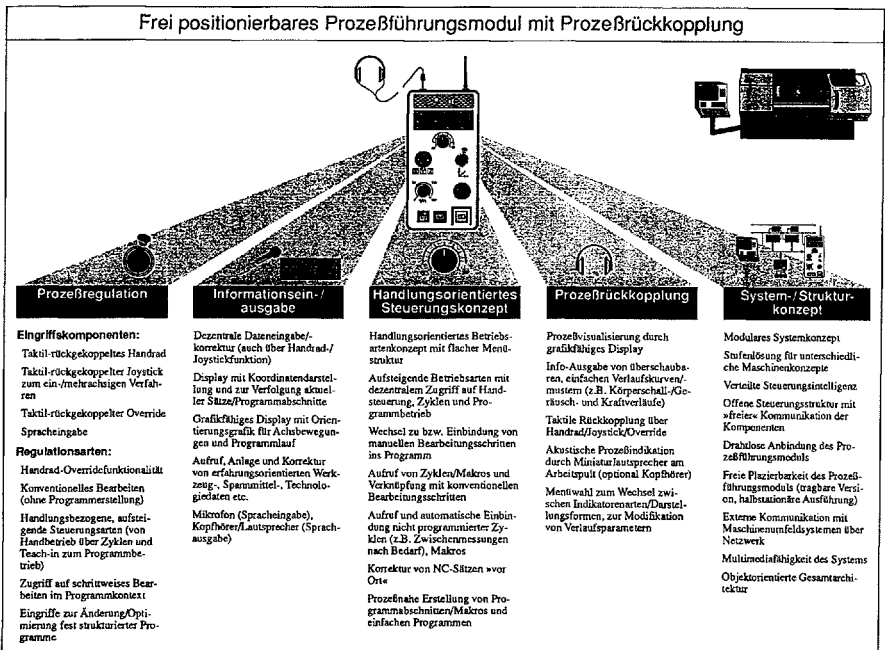 Frei positionierbares Prozeßführungsmodul mit Prozeßrückkopplung
Prozeßregulation
Eingriffskomponenten:
Taktil-rückgekoppeltes Handrad
Taktil-rückgekoppelter Joystick
zum ein-/mehrachsigen Verfah-
ren
Taktil-rückgekoppelter Override
Spracheingabe
Regulationsarten:
Handrad-Overridefunktionalität
Konventionelles Bearbeiten
(ohne Programmerstellung)
Handlungsbezogene, aufstei-
gende Steuerungsarten (von
Handbetrieb über Zyklen und
Teach-in zum Programmbe-
trieb)
Zugriff auf schrittweises Bear-
beiten im Programmkontext
Eingriffe zur Änderung/Opti-
mierung fest strukturierter Pro-
gramme
Informationsein-/
ausgabe
Dezentrale Dateneingabe/-
korrektur (auch über Handrad-/
Joystickfunktion)
Display mit Koordinatendarstel-
lung und zur Verfolgung aktuel-
ler Sätze/Programmabschnitte
Grafikfähiges Display mit Orien-
tierungsgrafik für Achsbewegun-
gen und Programmlauf
Aufruf, Anlage und Korrektur
von erfahrungsorientierten Werk-
zeug-, Spannmittel-, Technolo-
giedaten etc.
Mikrofon (Spracheingabe),
Kopfhörer/Lautsprecher (Sprach-
ausgabe)
Handlungsorientiertes
Steuerungskonzept
Handlungsorientiertes Betriebs-
artenkonzept mit flacher Menü-
struktur
Aufsteigende Betriebsarten mit
dezentralem Zugriff auf Hand-
steuerung, Zyklen und Pro-
grammbetrieb
Wechsel zu bzw. Einbindung von
manuellen Bearbeitungsschritten
ins Programm
Aufruf von Zyklen/Makros und
Verknüpfung mit konventionellen
Bearbeitungsschritten
Aufruf und automatische Einbin-
dung nicht programmierter Zy-
klen (z.B. Zwischenmessungen
nach Bedarf), Makros
Korrektur von NC-Sätzen »vor
Ort«
Prozeßnahe Erstellung von Pro-
grammabschnitten/Makros und
einfachen Programmen
Prozeßrückkopplung
Prozeßvisualisierung durch
grafikfähiges Display
Info-Ausgabe von überschauba-
ren, einfachen Verlaufskurven/-
mustern (z.B. Körperschall-/Ge-
räusch- und Kraftverläufe)
Taktile Rückkopplung über
Handrad/Joystick/Override
Akustische Prozeßindikation
durch Miniaturlautsprecher am
Arbeitspult (optional Kopfhörer)
Menüwahl zum Wechsel zwi-
schen Indikatorenarten/Darstel-
lungsformen, zur Modifikation
von Verlaufsparametern
System-/Struktur-
konzept
Modulares Systemkonzept
Stufenlösung für unterschiedli-
che Maschinenkonzepte
Verteilte Steuerungsintelligenz
Offene Steuerungsstruktur mit
»freier« Kommunikation der
Komponenten
Drahtlose Anbindung des Pro-
zeßführungsmoduls
Freie Plazierbarkeit des Prozeß-
führungsmoduls (tragbare Versi-
on, halbstationäre Ausführung)
Externe Kommunikation mit
Maschinenumfeldsystemen über
Netzwerk
Multimediafähigkeit des Systems
Objektorientierte Gesamtarchi-
tektur